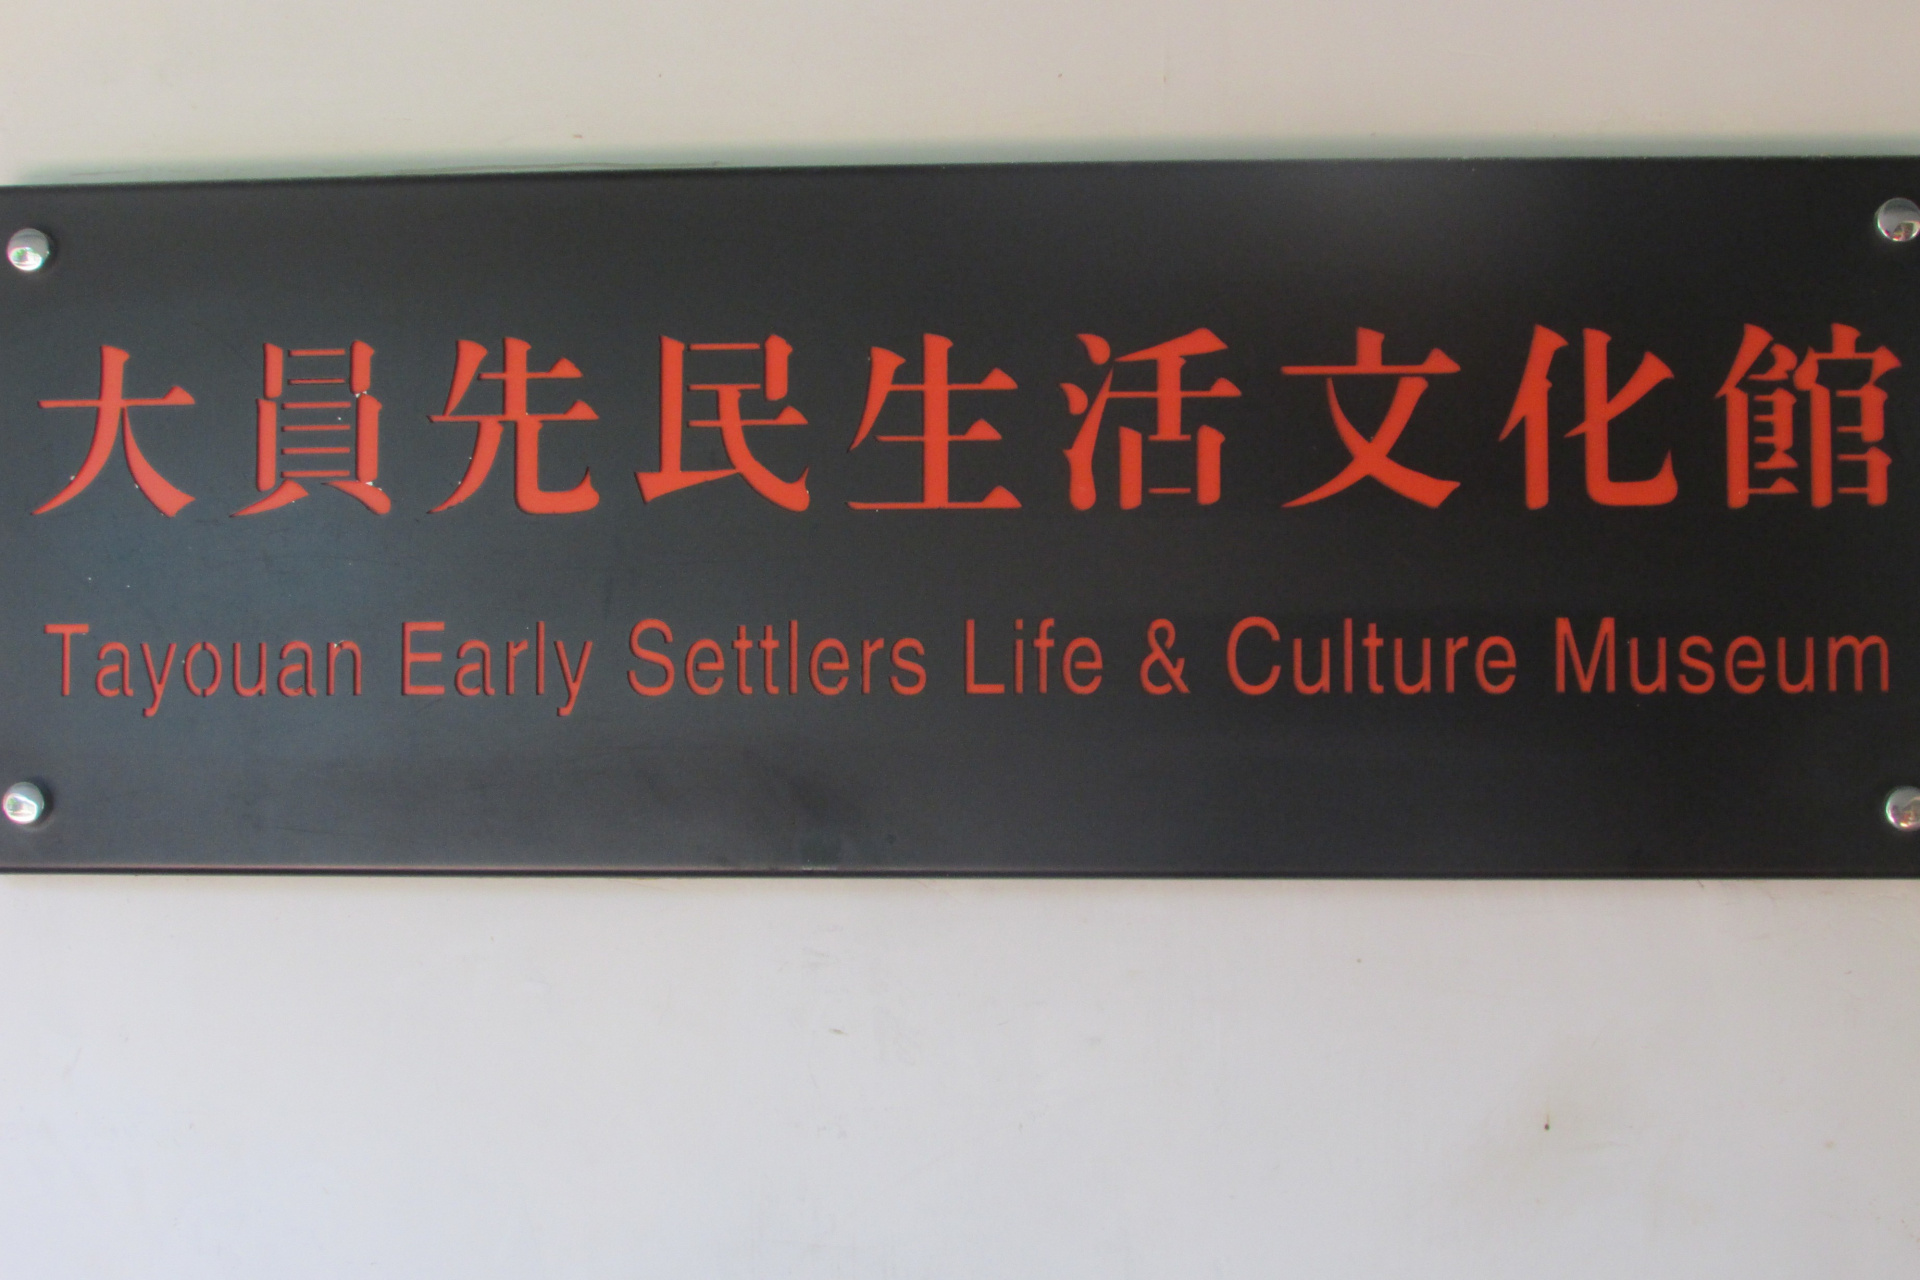 大員先民生活文化館
Tayouan Early Settlers Life & Culture Museum